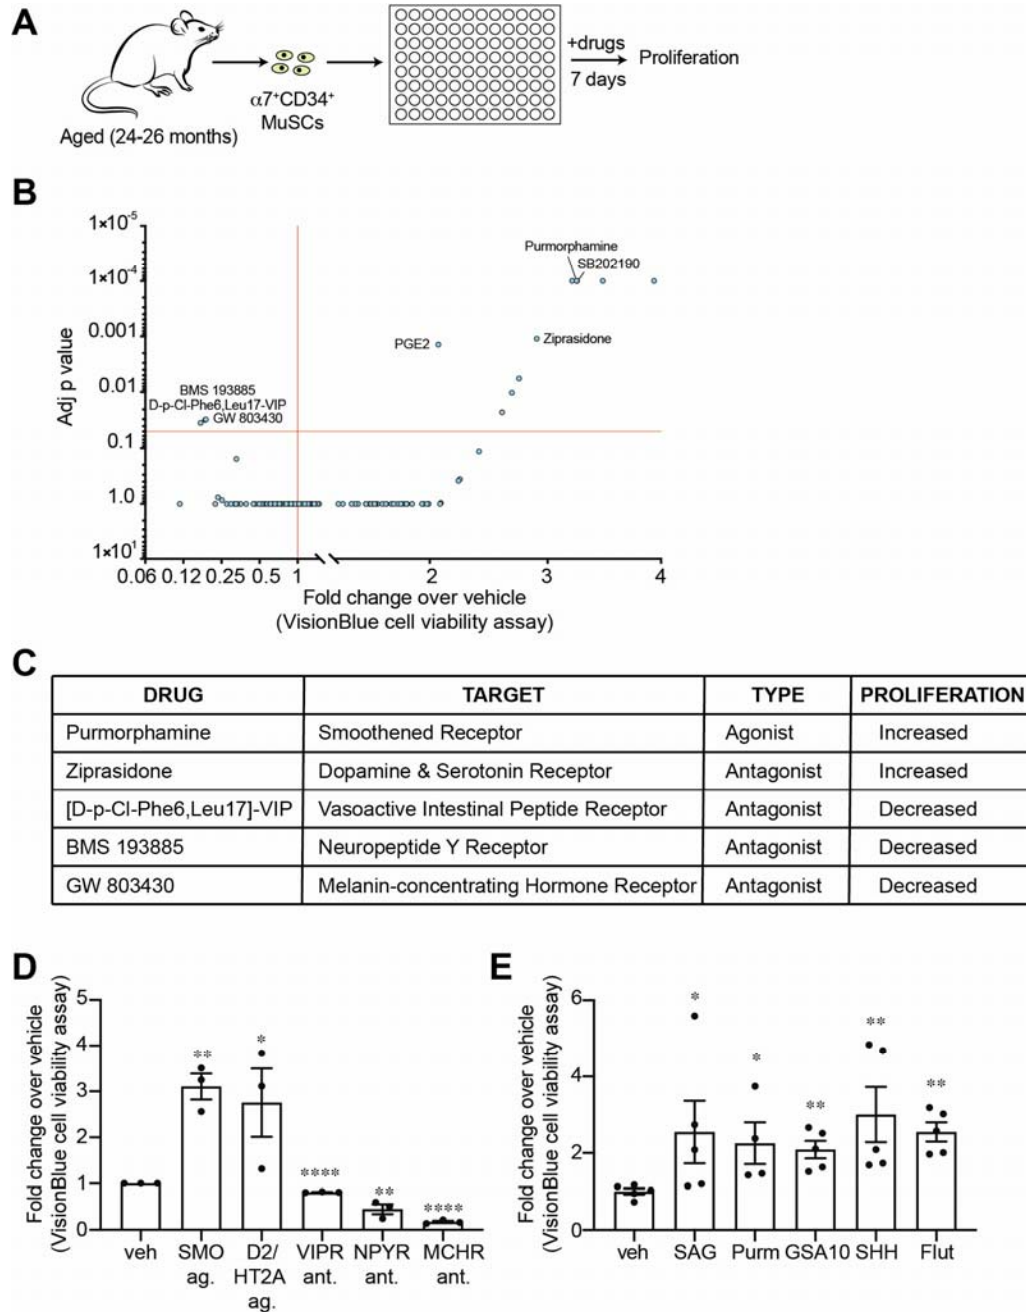 A
Aged (24-26 months)
α7⁺CD34⁺
MuSCs
+drugs
7 days
Proliferation
B
Adj p value
1×10⁻⁵
1×10⁻⁴
0.001
0.01
0.1
1.0
1×10¹
Purmorphamine
SB202190
PGE2
Ziprasidone
BMS 193885
D-p-Cl-Phe6,Leu17-VIP
GW 803430
0.06 0.12 0.25 0.5 1 2 3 4
Fold change over vehicle
(VisionBlue cell viability assay)
C
DRUG TARGET TYPE PROLIFERATION
Purmorphamine Smoothened Receptor Agonist Increased
Ziprasidone Dopamine & Serotonin Receptor Antagonist Increased
[D-p-Cl-Phe6,Leu17]-VIP Vasoactive Intestinal Peptide Receptor Antagonist Decreased
BMS 193885 Neuropeptide Y Receptor Antagonist Decreased
GW 803430 Melanin-concentrating Hormone Receptor Antagonist Decreased
D
Fold change over vehicle
(VisionBlue cell viability assay)
5
4
3
2
1
0
** * **** ** ****
veh SMO D2/ VIPR NPYR MCHR
ag. HT2A ant. ant. ant.
ag.
E
Fold change over vehicle
(VisionBlue cell viability assay)
6
4
2
0
* * ** ** **
veh SAG Purm GSA10 SHH Flut